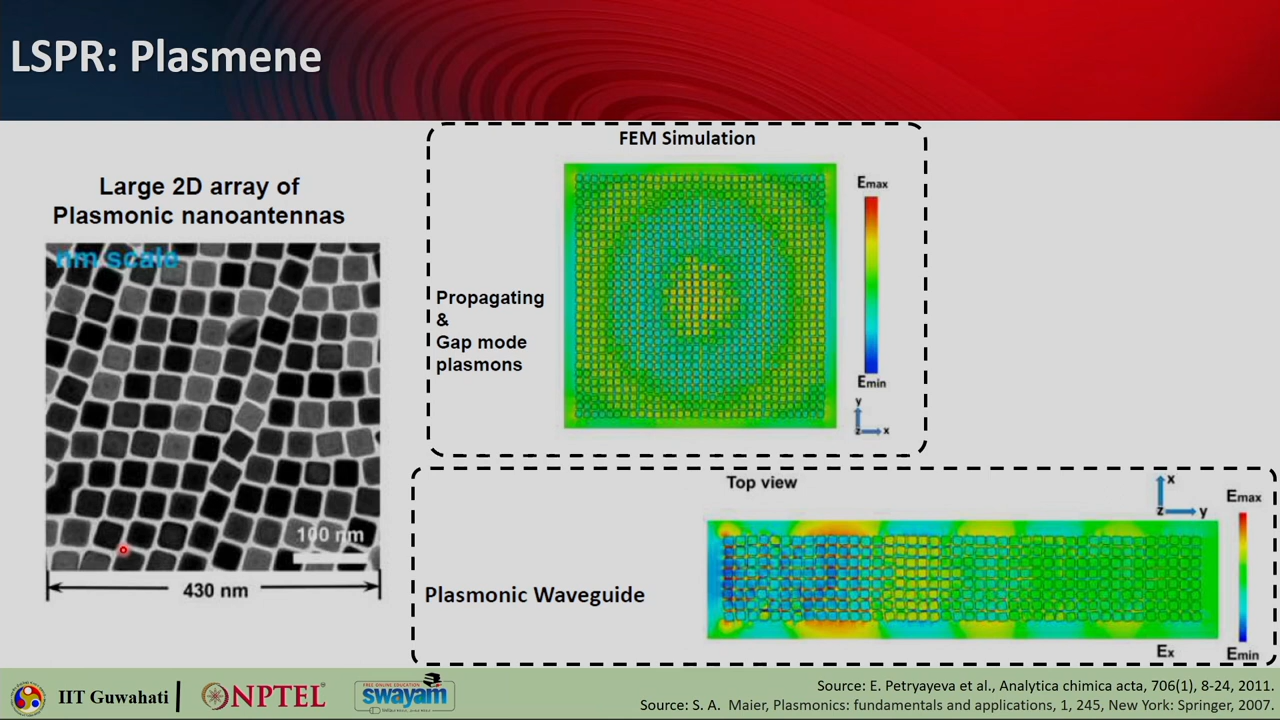 LSPR: Plasmene
Large 2D array of
Plasmonic nanoantennas
nm scale
100 nm
430 nm
FEM Simulation
Propagating
&
Gap mode
plasmons
Emax
Emin
y
z x
Top view
x
z y
Emax
Plasmonic Waveguide
Ex
Emin
IIT Guwahati
NPTEL
FREE ONLINE EDUCATION
swayam
Source: E. Petryayeva et al., Analytica chimica acta, 706(1), 8-24, 2011.
Source: S. A. Maier, Plasmonics: fundamentals and applications, 1, 245, New York: Springer, 2007.